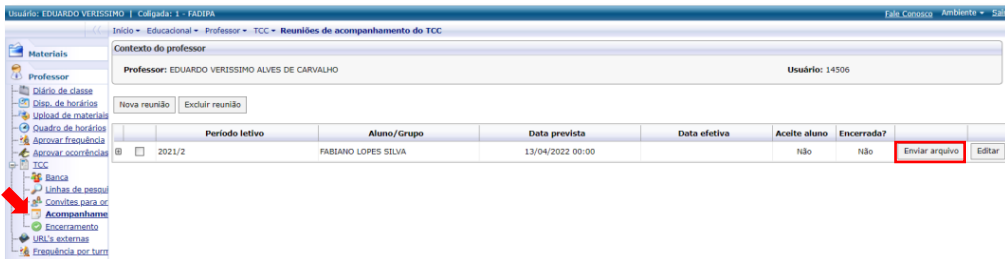 Usuário: EDUARDO VERISSIMO | Coligada: 1 - FADIPA Fale Conosco Ambiente Sai
Início Educacional Professor TCC Reuniões de acompanhamento do TCC
Materiais
Professor
Diário de classe
Disp. de horários
Upload de materiais
Quadro de horários
Aprovar frequência
Aprovar ocorrências
TCC
Banca
Linhas de pesqui
Convites para or
Acompanhame
Encerramento
URL's externas
Frequência por turm
Contexto do professor
Professor: EDUARDO VERISSIMO ALVES DE CARVALHO Usuário: 14506
Nova reunião Excluir reunião
Período letivo Aluno/Grupo Data prevista Data efetiva Aceite aluno Encerrada?
2021/2 FABIANO LOPES SILVA 13/04/2022 00:00 Não Não Enviar arquivo Editar